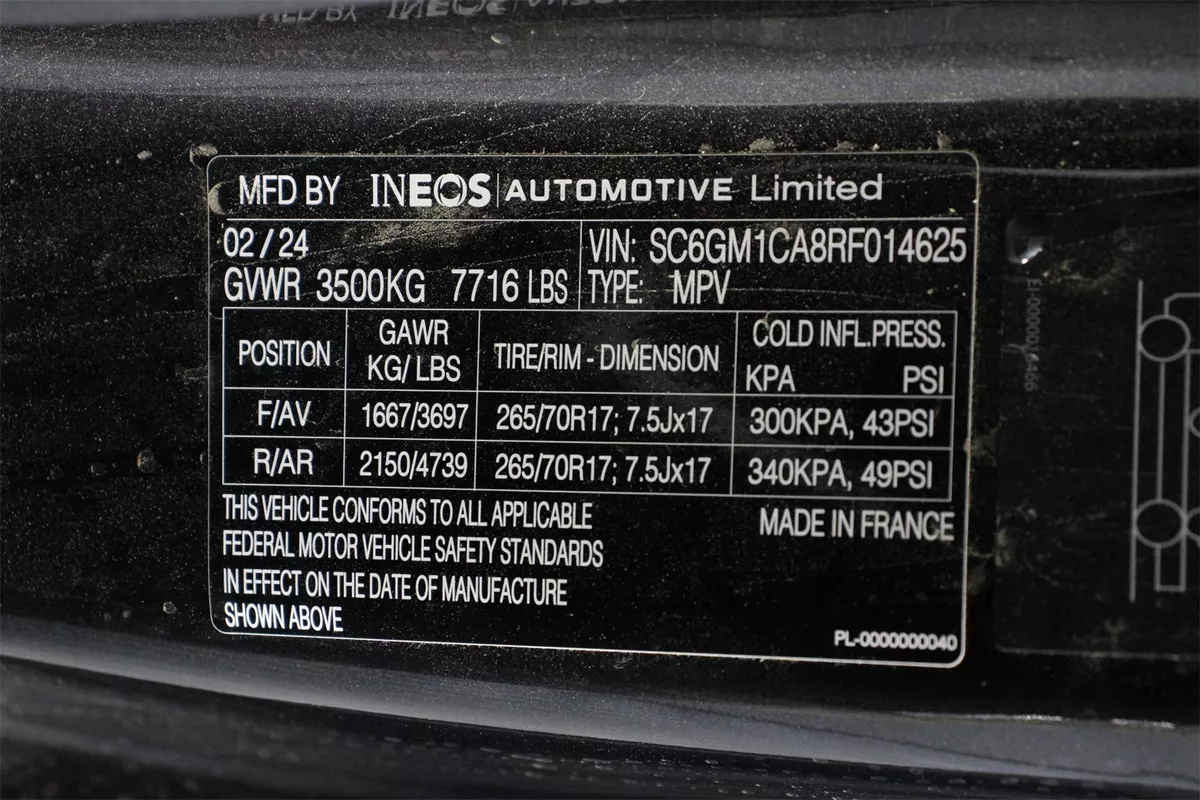 MFD BY INEOS AUTOMOTIVE Limited
02/24
VIN: SC6GM1CA8RF014625
GVWR 3500KG 7716 LBS
TYPE: MPV
POSITION GAWR KG/LBS TIRE/RIM - DIMENSION COLD INFL.PRESS. KPA PSI
F/AV 1667/3697 265/70R17; 7.5Jx17 300KPA, 43PSI
R/AR 2150/4739 265/70R17; 7.5Jx17 340KPA, 49PSI
THIS VEHICLE CONFORMS TO ALL APPLICABLE
MADE IN FRANCE
FEDERAL MOTOR VEHICLE SAFETY STANDARDS
IN EFFECT ON THE DATE OF MANUFACTURE
SHOWN ABOVE
PL-0000000040